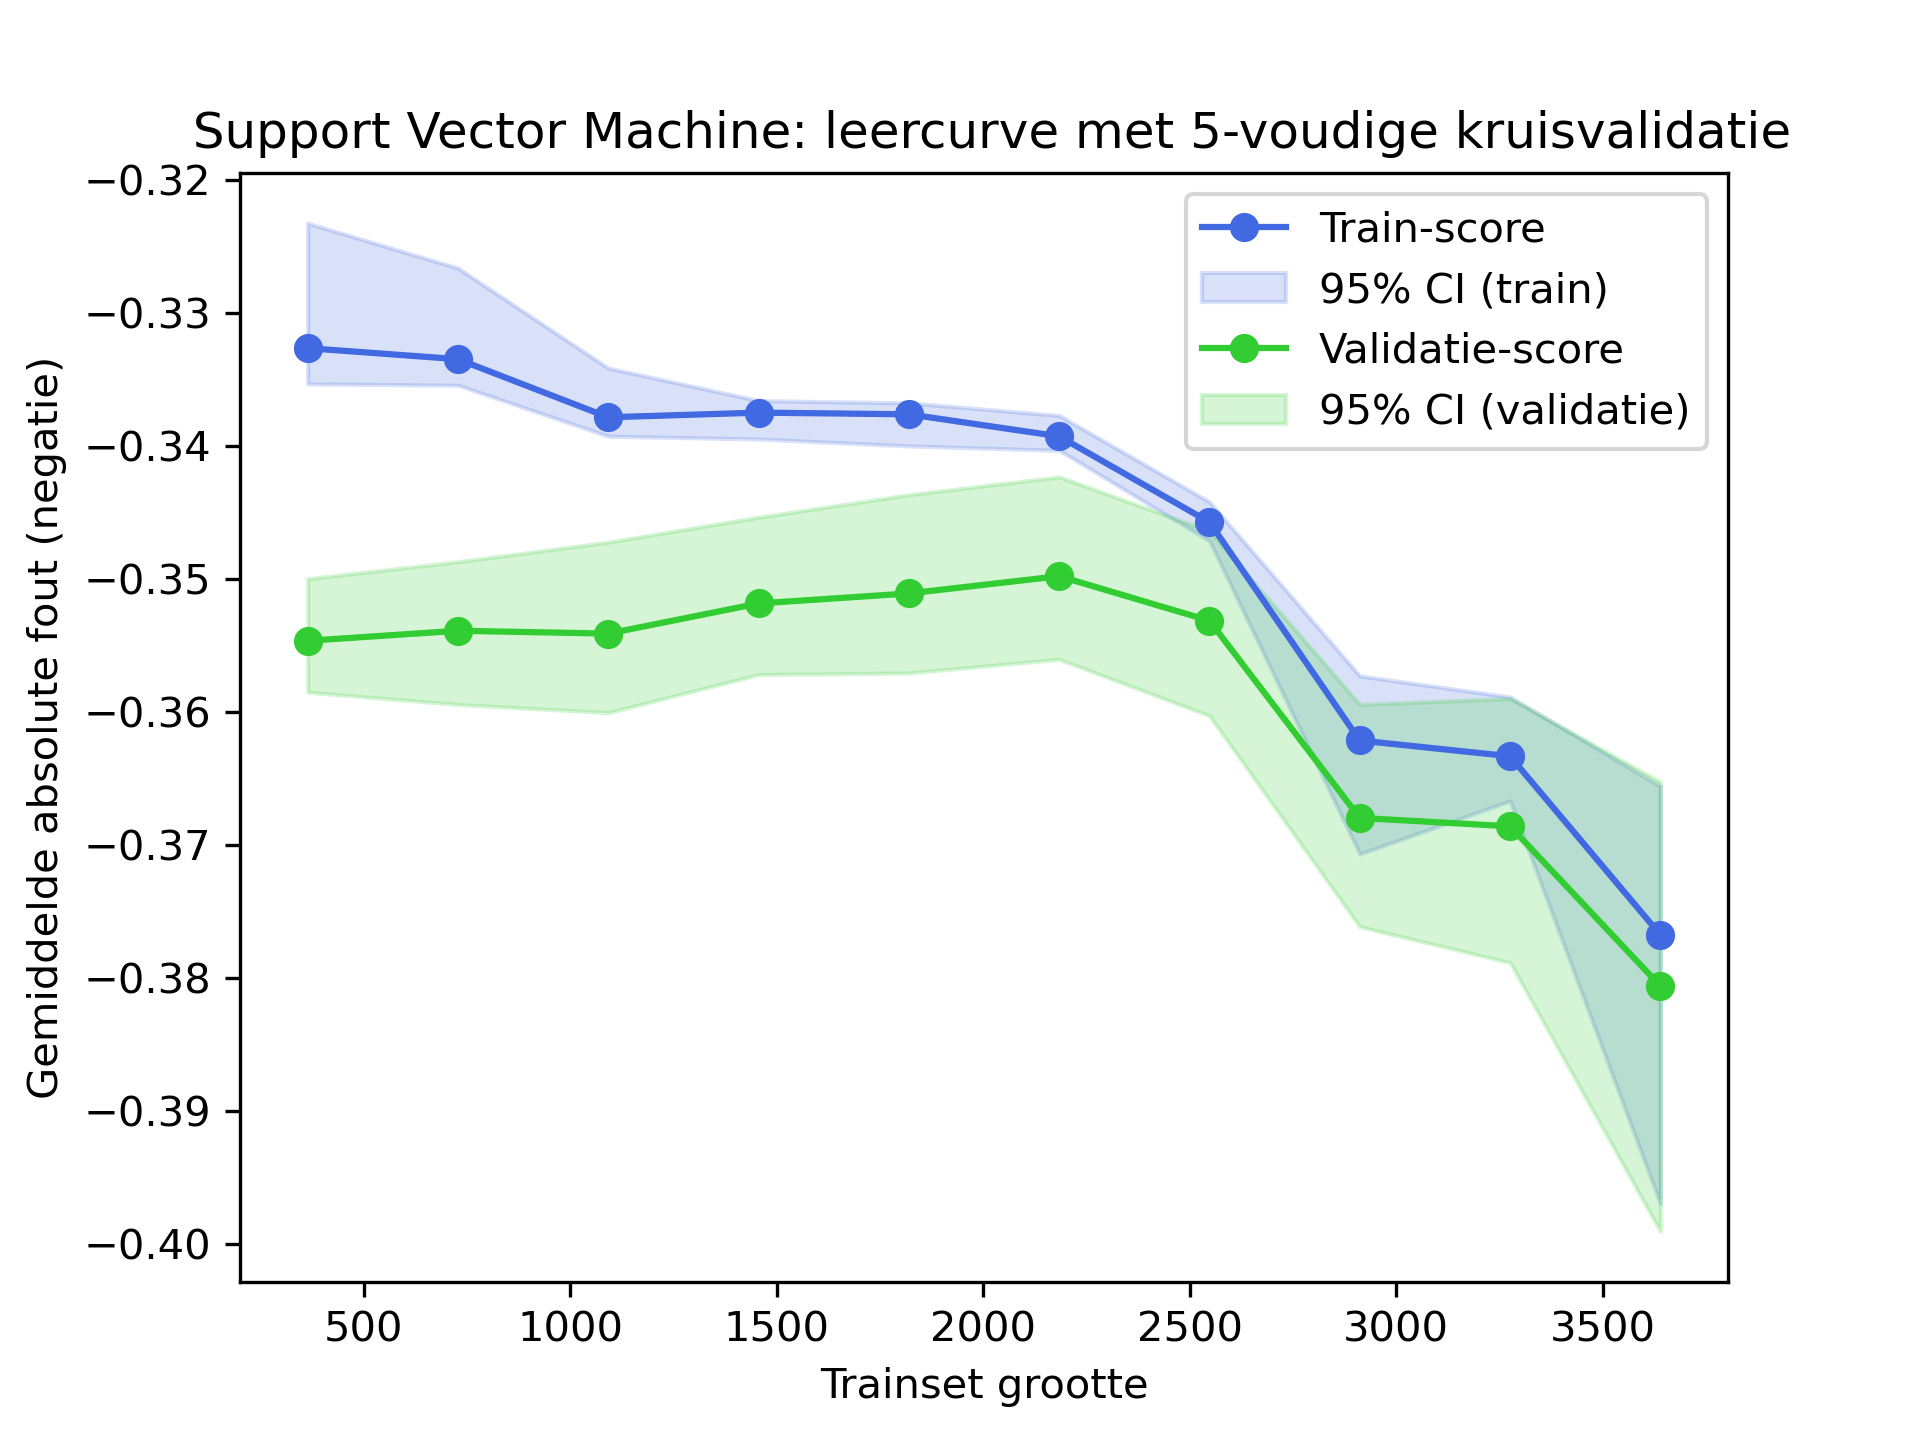 Support Vector Machine: leercurve met 5-voudige kruisvalidatie
Gemiddelde absolute fout (negatie)
−0.32
−0.33
−0.34
−0.35
−0.36
−0.37
−0.38
−0.39
−0.40
Train-score
95% CI (train)
Validatie-score
95% CI (validatie)
500 1000 1500 2000 2500 3000 3500
Trainset grootte